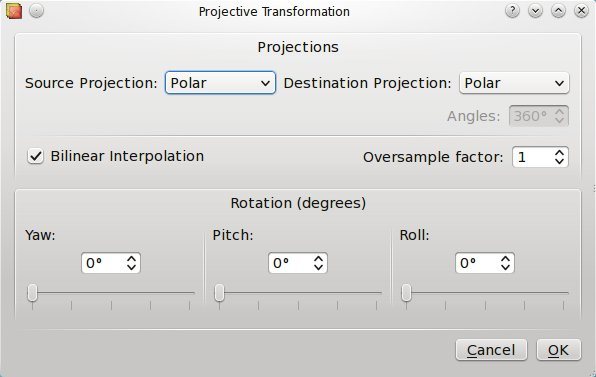 Projective Transformation
Projections
Source Projection: Polar Destination Projection: Polar
Angles: 360°
Bilinear Interpolation Oversample factor: 1
Rotation (degrees)
Yaw: Pitch: Roll:
0° 0° 0°
Cancel OK